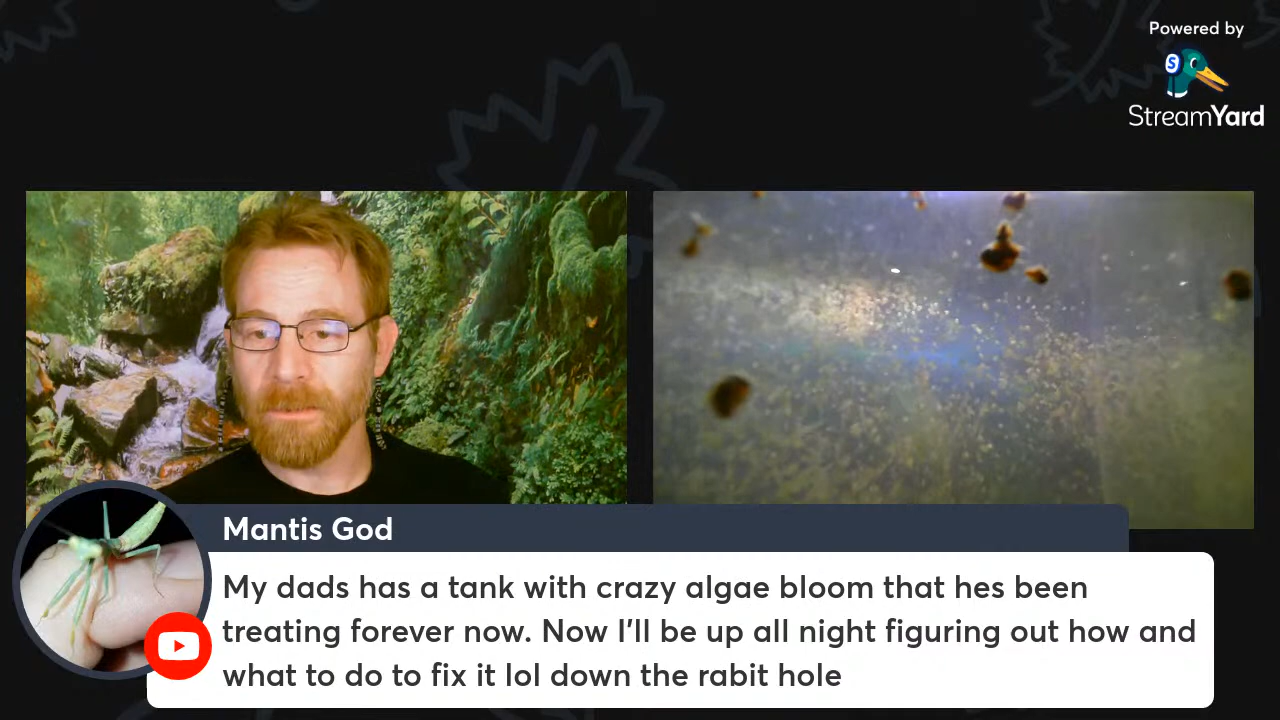 Powered by
S
StreamYard
Mantis God
My dads has a tank with crazy algae bloom that hes been
treating forever now. Now I'll be up all night figuring out how and
what to do to fix it lol down the rabit hole